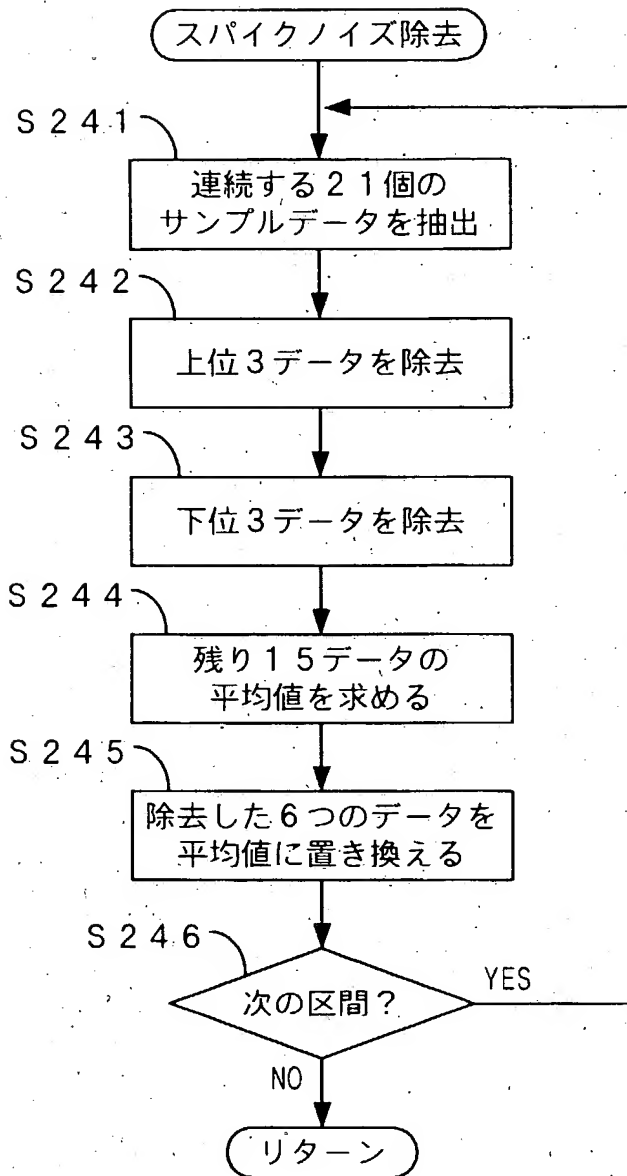 スパイクノイズ除去
S241
連続する21個の
サンプルデータを抽出
S242
上位3データを除去
S243
下位3データを除去
S244
残り15データの
平均値を求める
S245
除去した6つのデータを
平均値に置き換える
S246
次の区間?
YES
NO
リターン